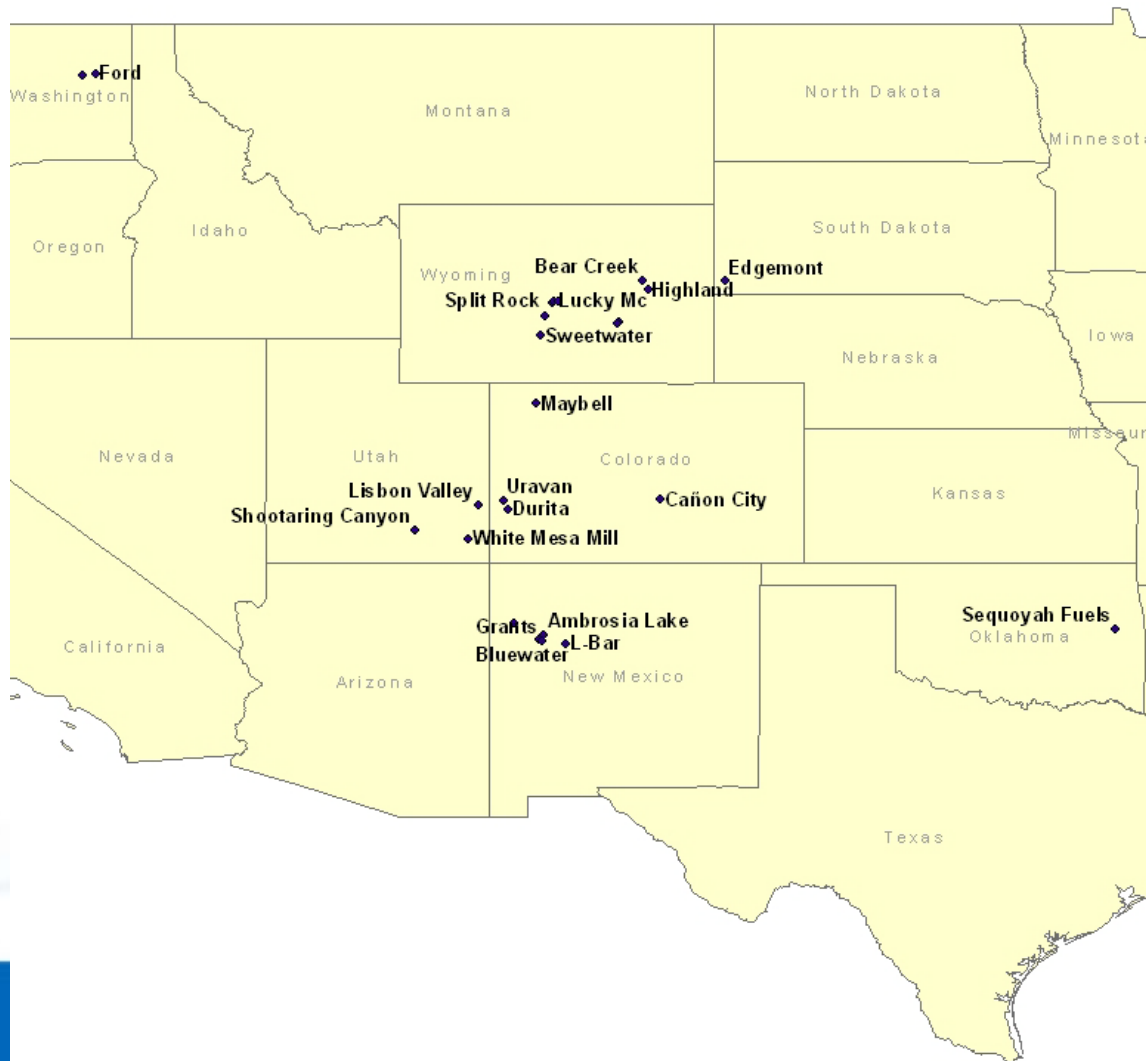 Ford
Washington
Montana
North Dakota
Minnesota
Oregon
Idaho
South Dakota
Wyoming
Bear Creek
Edgemont
Highland
Split Rock
Lucky Mc
Sweetwater
Iowa
Nebraska
Maybell
Missour
Nevada
Utah
Colorado
Kansas
Lisbon Valley
Uravan
Durita
Cañon City
Shootaring Canyon
White Mesa Mill
Sequoyah Fuels
Oklahoma
Grants
Ambrosia Lake
Bluewater
L-Bar
California
Arizona
New Mexico
Texas